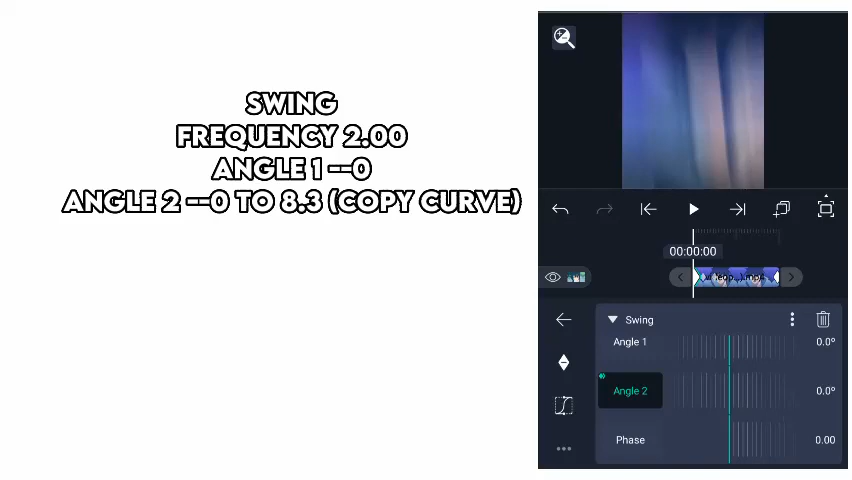 SWING
FREQUENCY 2.00
ANGLE 1 --0
ANGLE 2 --0 TO 8.3 (COPY CURVE)
00:00:00
Swing
Angle 1 0.0°
Angle 2 0.0°
Phase 0.00